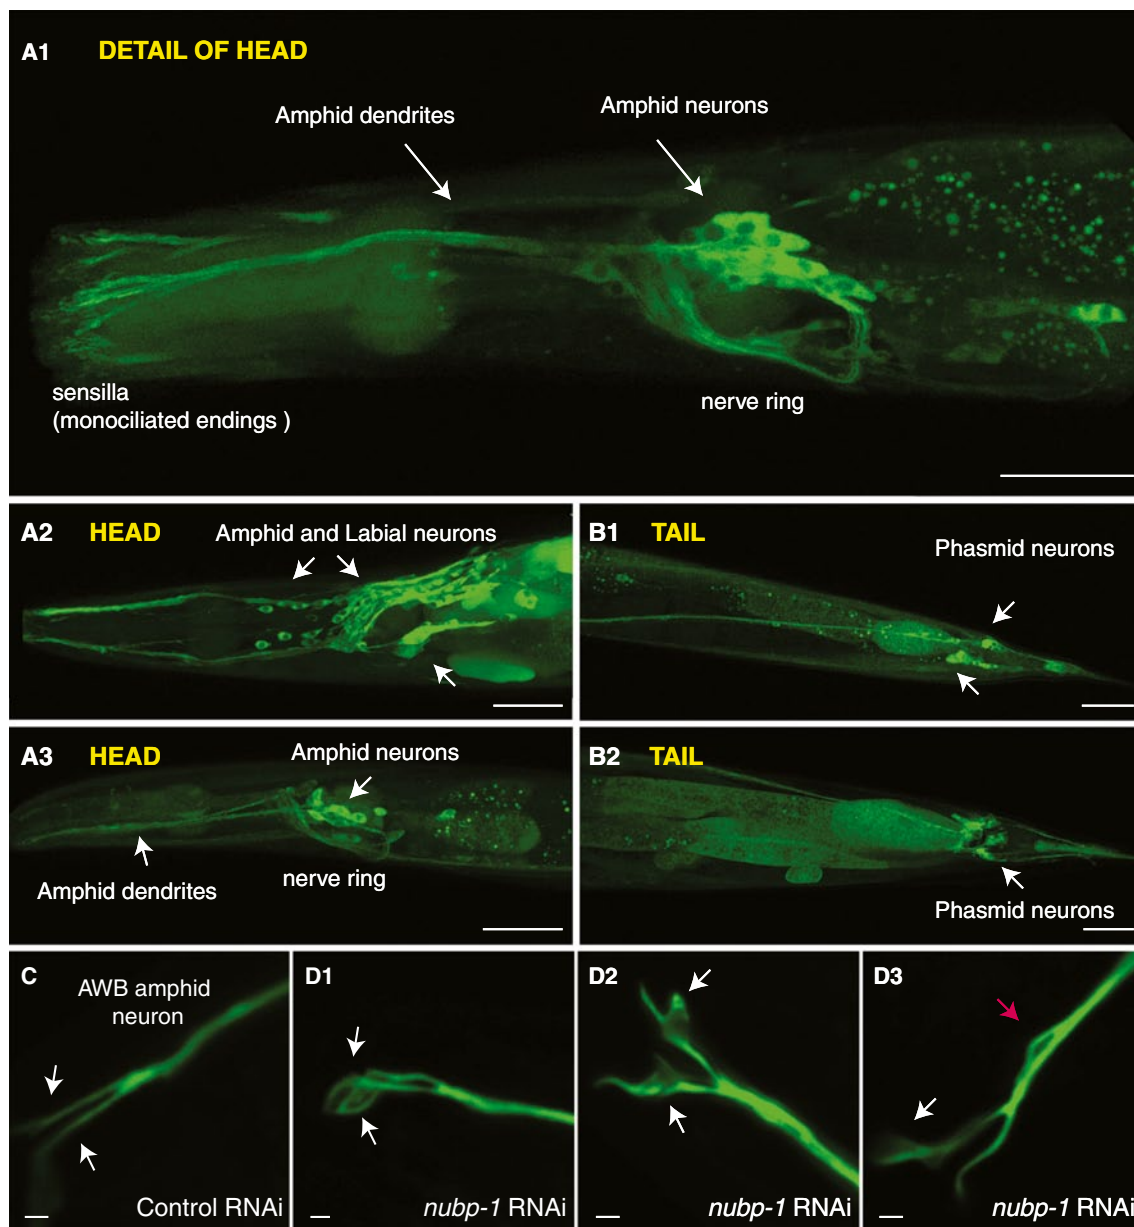 A1 DETAIL OF HEAD
Amphid dendrites
Amphid neurons
sensilla
(monociliated endings )
nerve ring
A2 HEAD
Amphid and Labial neurons
B1 TAIL
Phasmid neurons
A3 HEAD
Amphid neurons
Amphid dendrites
nerve ring
B2 TAIL
Phasmid neurons
C
AWB amphid
neuron
Control RNAi
D1
nubp-1 RNAi
D2
nubp-1 RNAi
D3
nubp-1 RNAi